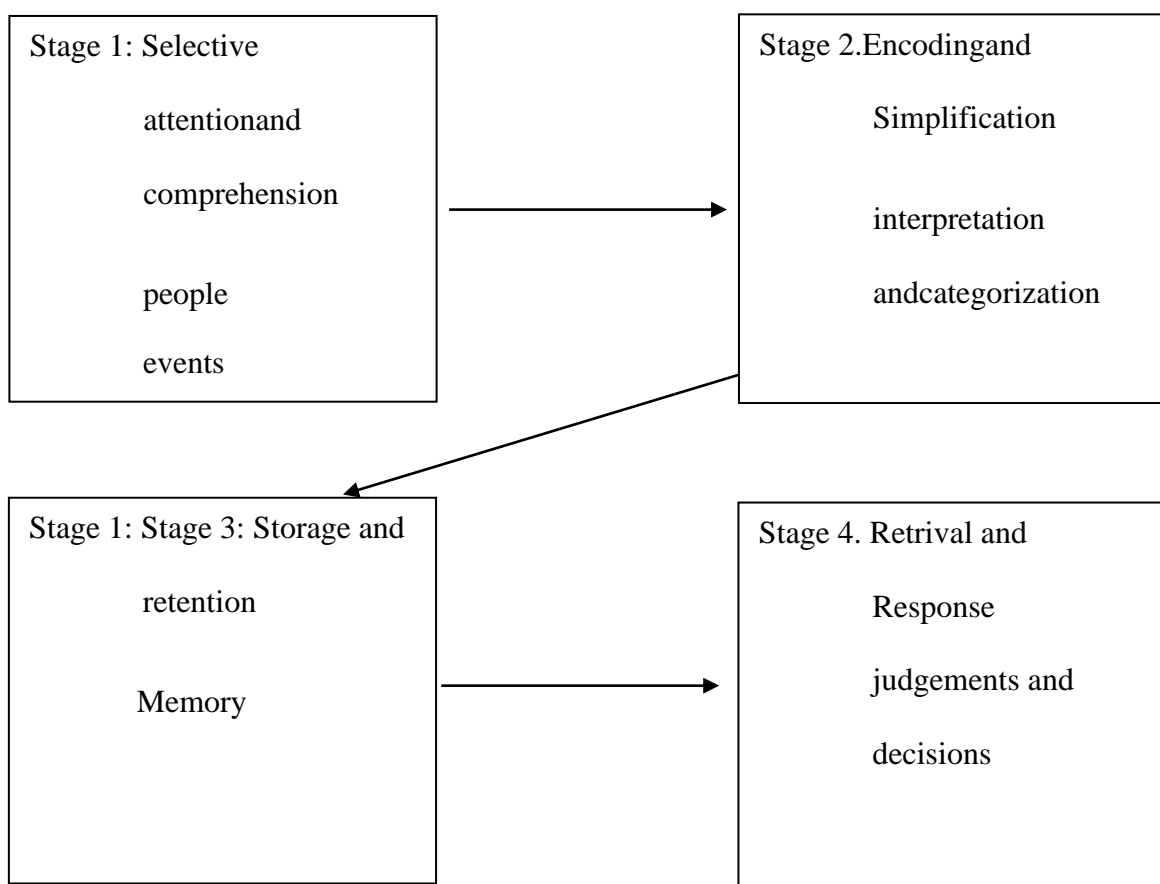 Stage 1: Selective
attentionand
comprehension
people
events
Stage 2.Encodingand
Simplification
interpretation
andcategorization
Stage 1: Stage 3: Storage and
retention
Memory
Stage 4. Retrival and
Response
judgements and
decisions